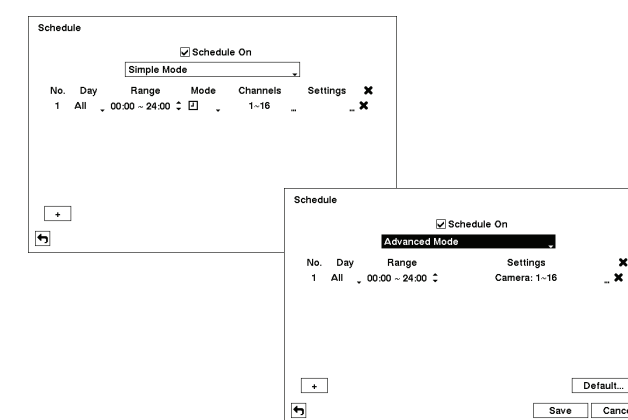 Schedule
Schedule On
Simple Mode
No. Day Range Mode Channels Settings ✖
1 All 00:00 ~ 24:00 1~16 ... ... ✖
+
Schedule
Schedule On
Advanced Mode
No. Day Range Settings ✖
1 All 00:00 ~ 24:00 Camera: 1~16 ... ✖
+
Default...
Save Cance